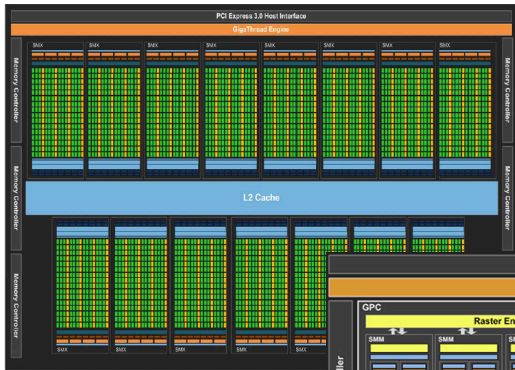 PCI Express 3.0 Host Interface
GigaThread Engine
SMX SMX SMX SMX SMX SMX SMX SMX
Memory Controller
Memory Controller
Memory Controller
Memory Controller
L2 Cache
Memory Controller
SMX SMX SMX SMX SMX
GPC
Raster En
SMM SMM SM
ller